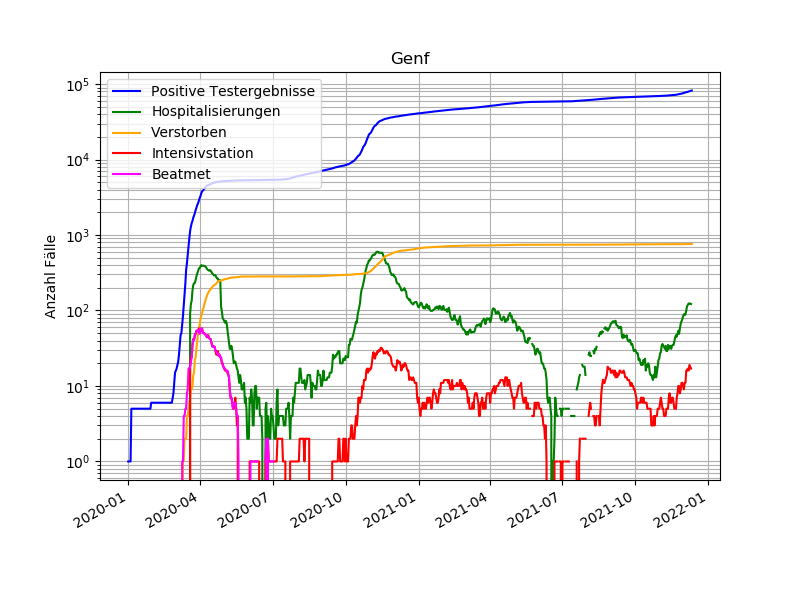 Genf
Positive Testergebnisse
Hospitalisierungen
Verstorben
Intensivstation
Beatmet
Anzahl Fälle
10^5
10^4
10^3
10^2
10^1
10^0
2020-01
2020-04
2020-07
2020-10
2021-01
2021-04
2021-07
2021-10
2022-01